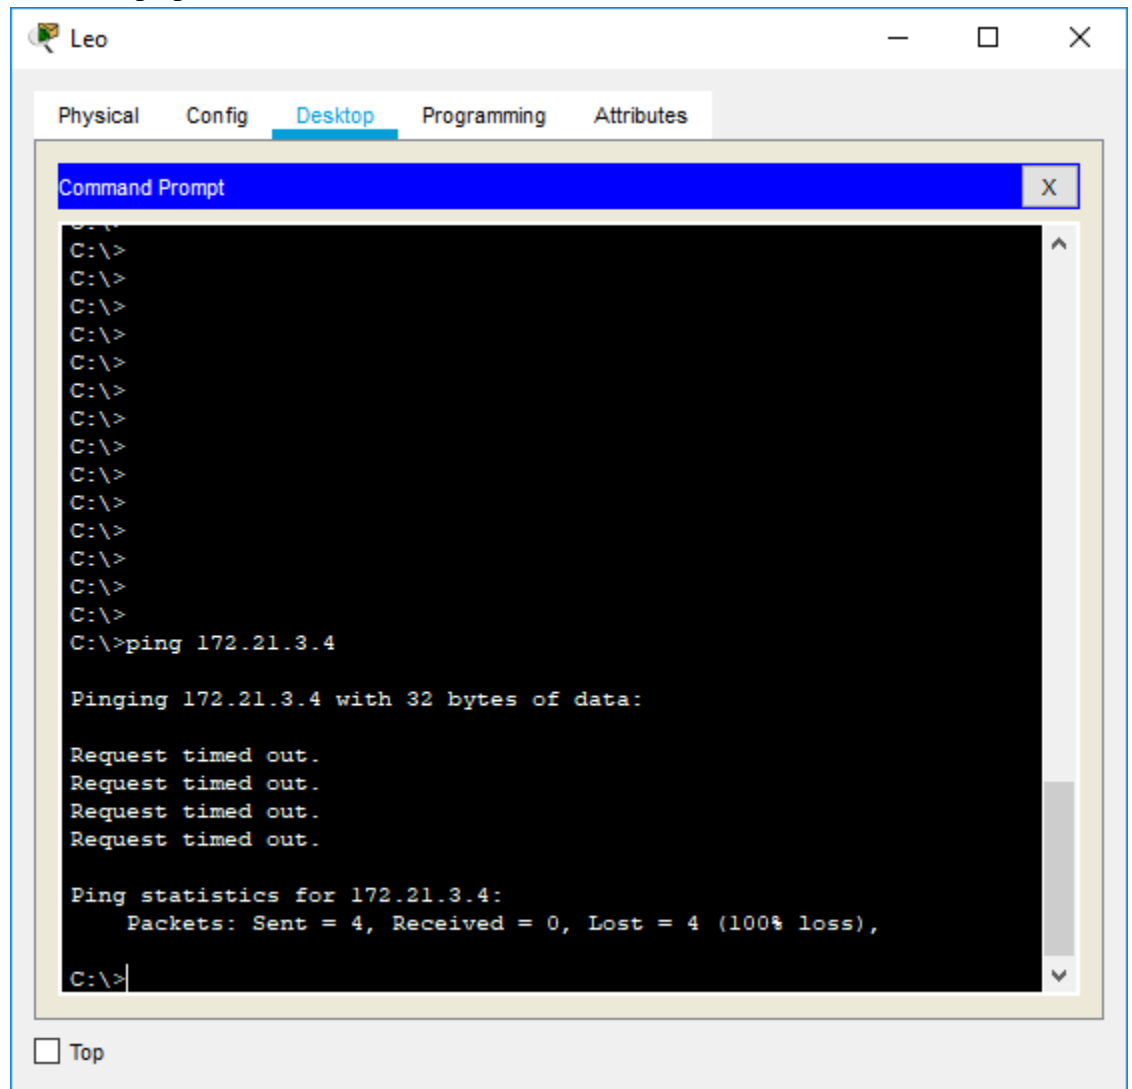 Leo
Physical Config Desktop Programming Attributes
Command Prompt
X
C:\>
C:\>
C:\>
C:\>
C:\>
C:\>
C:\>
C:\>
C:\>
C:\>
C:\>
C:\>
C:\>
C:\>
C:\>ping 172.21.3.4
Pinging 172.21.3.4 with 32 bytes of data:
Request timed out.
Request timed out.
Request timed out.
Request timed out.
Ping statistics for 172.21.3.4:
Packets: Sent = 4, Received = 0, Lost = 4 (100% loss),
C:\>
Top